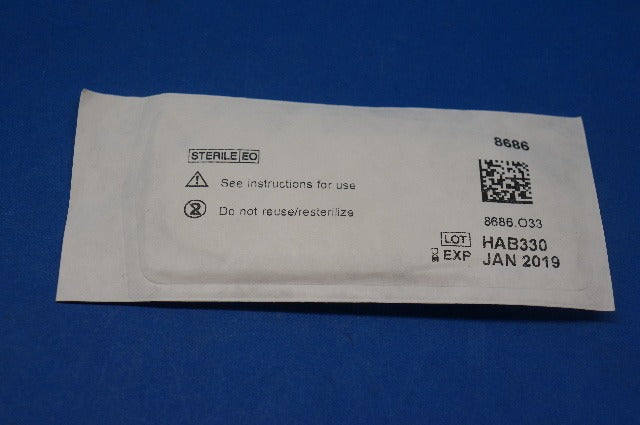 8686
STERILE EO
See instructions for use
Do not reuse/resterilize
8686.O33
LOT HAB330
EXP JAN 2019